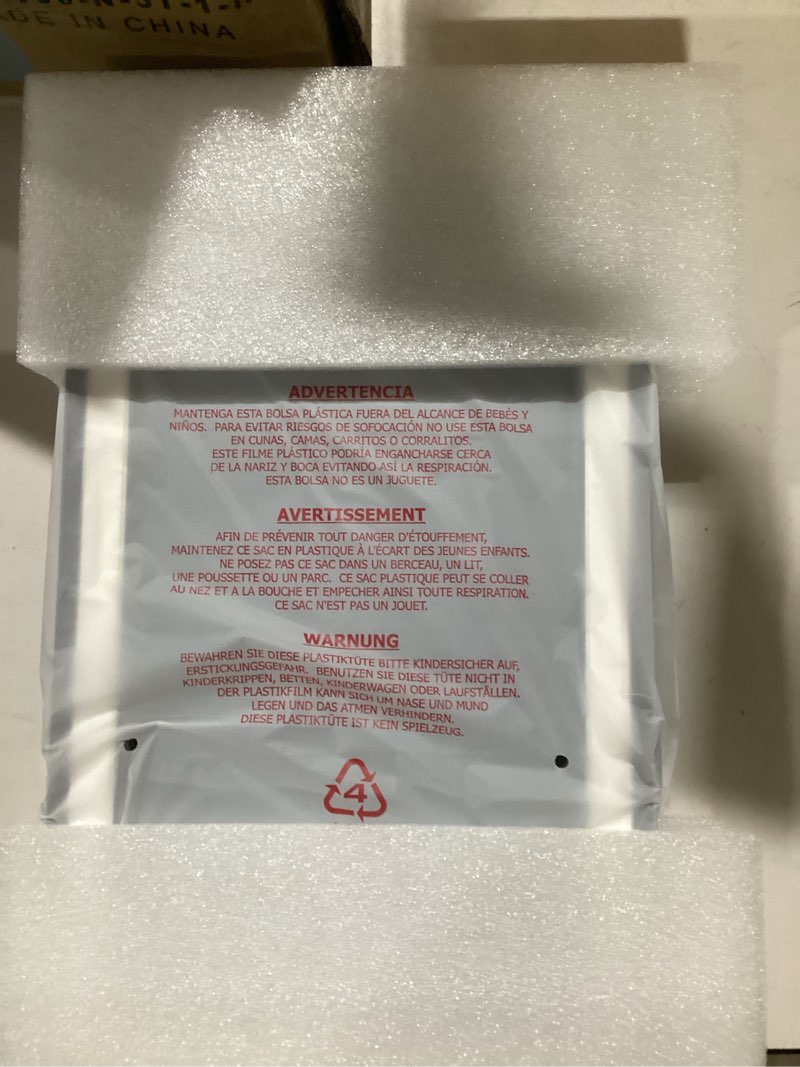 MADE IN CHINA
ADVERTENCIA
MANTENGA ESTA BOLSA PLÁSTICA FUERA DEL ALCANCE DE BEBÉS Y
NIÑOS. PARA EVITAR RIESGOS DE SOFOCACIÓN NO USE ESTA BOLSA
EN CUNAS, CAMAS, CARRITOS O CORRALITOS.
ESTE FILME PLÁSTICO PODRÍA ENGANCHARSE CERCA
DE LA NARIZ Y BOCA EVITANDO ASÍ LA RESPIRACIÓN.
ESTA BOLSA NO ES UN JUGUETE.
AVERTISSEMENT
AFIN DE PRÉVENIR TOUT DANGER D'ÉTOUFFEMENT,
MAINTENEZ CE SAC EN PLASTIQUE À L'ÉCART DES JEUNES ENFANTS.
NE POSEZ PAS CE SAC DANS UN BERCEAU, UN LIT,
UNE POUSSETTE OU UN PARC. CE SAC PLASTIQUE PEUT SE COLLER
AU NEZ ET A LA BOUCHE ET EMPECHER AINSI TOUTE RESPIRATION.
CE SAC N'EST PAS UN JOUET.
WARNUNG
BEWAHREN SIE DIESE PLASTIKTÜTE BITTE KINDERSICHER AUF,
ERSTICKUNGSGEFAHR. BENUTZEN SIE DIESE TÜTE NICHT IN
KINDERKRIPPEN, BETTEN, KINDERWAGEN ODER LAUFSTÄLLEN.
DER PLASTIKFILM KANN SICH UM NASE UND MUND
LEGEN UND DAS ATMEN VERHINDERN.
DIESE PLASTIKTÜTE IST KEIN SPIELZEUG.
4